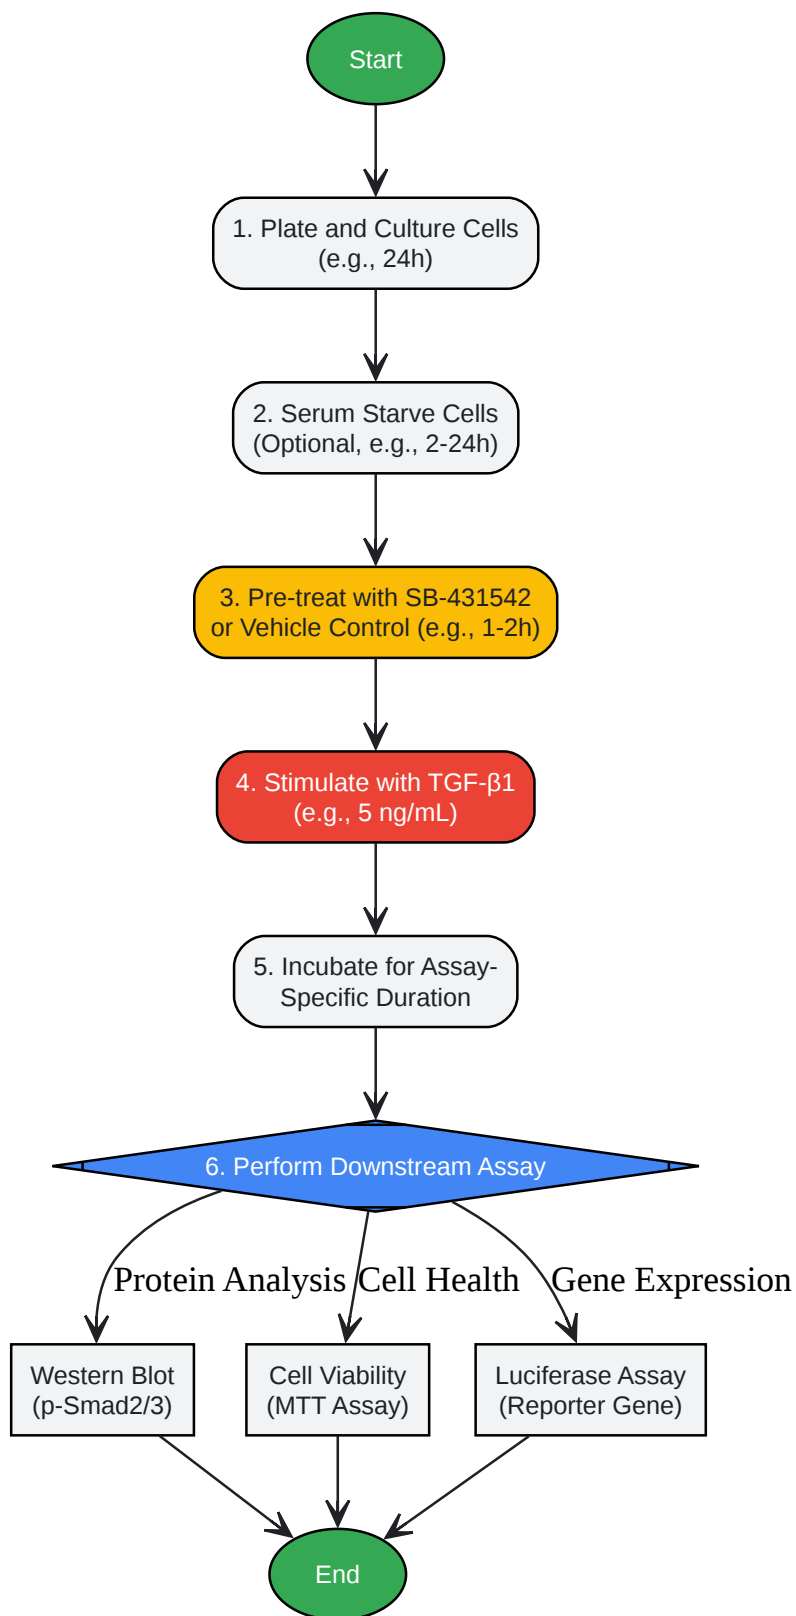 Start
1. Plate and Culture Cells
(e.g., 24h)
2. Serum Starve Cells
(Optional, e.g., 2-24h)
3. Pre-treat with SB-431542
or Vehicle Control (e.g., 1-2h)
4. Stimulate with TGF-β1
(e.g., 5 ng/mL)
5. Incubate for Assay-
Specific Duration
6. Perform Downstream Assay
Protein Analysis
Cell Health
Gene Expression
Western Blot
(p-Smad2/3)
Cell Viability
(MTT Assay)
Luciferase Assay
(Reporter Gene)
End